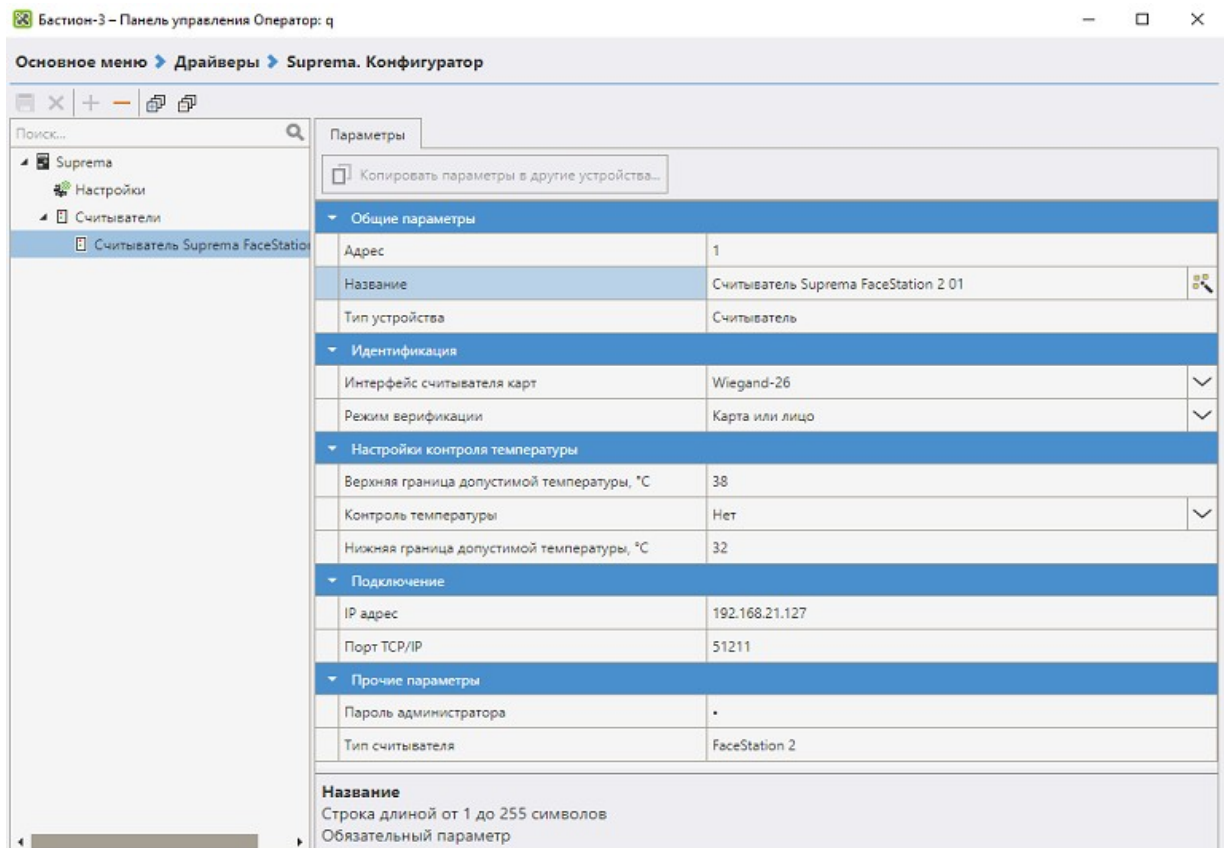 Бастион-3 – Панель управления Оператор: q
Основное меню Драйверы Suprema. Конфигуратор
Поиск...
Suprema
Настройки
Считыватели
Считыватель Suprema FaceStation
Параметры
Копировать параметры в другие устройства...
Общие параметры
Адрес 1
Название Считыватель Suprema FaceStation 2 01
Тип устройства Считыватель
Идентификация
Интерфейс считывателя карт Wiegand-26
Режим верификации Карта или лицо
Настройки контроля температуры
Верхняя граница допустимой температуры, °C 38
Контроль температуры Нет
Нижняя граница допустимой температуры, °C 32
Подключение
IP адрес 192.168.21.127
Порт TCP/IP 51211
Прочие параметры
Пароль администратора •
Тип считывателя FaceStation 2
Название
Строка длиной от 1 до 255 символов
Обязательный параметр